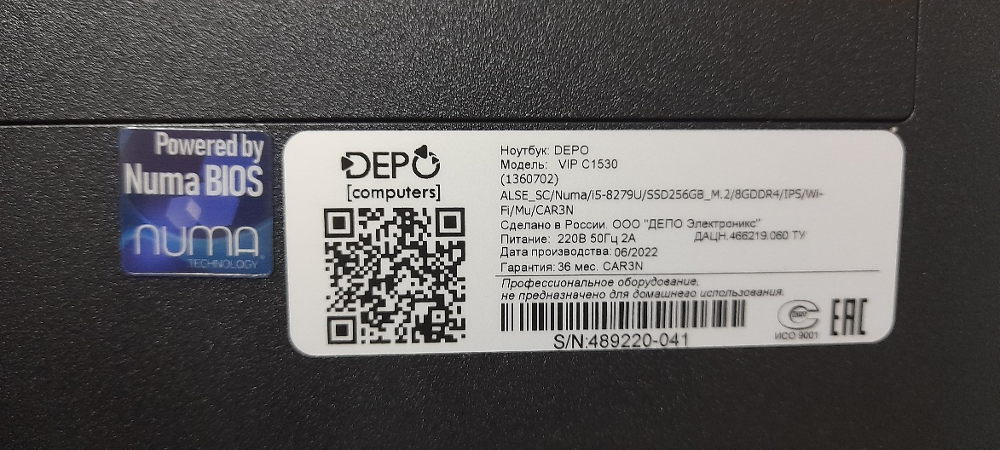 Powered by
Numa BIOS
NUMA
TECHNOLOGY
DEPO
[computers]
Ноутбук: DEPO
Модель: VIP C1530
(1360702)
ALSE_SC/Numa/i5-8279U/SSD256GB_M.2/8GDDR4/IPS/Wi-
Fi/Mu/CAR3N
Сделано в России. ООО "ДЕПО Электроникс"
Питание: 220В 50Гц 2А ДАЦН.466219.060 ТУ
Дата производства: 06/2022
Гарантия: 36 мес. CAR3N
Профессиональное оборудование,
не предназначено для домашнего использования.
S/N:489220-041
ИСО 9001
EAC